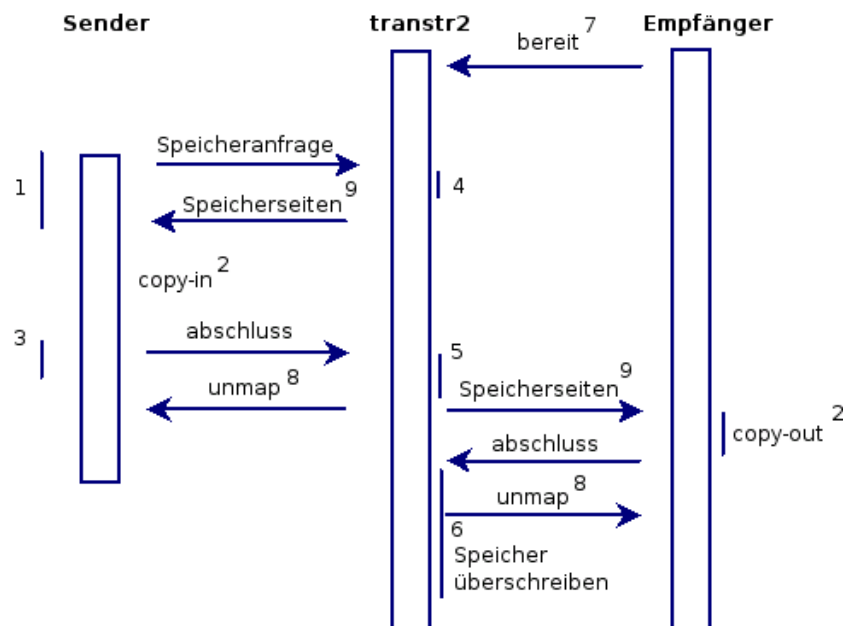 Sender transtr2 Empfänger
bereit 7
Speicheranfrage
1
4
Speicherseiten 9
copy-in 2
3
abschluss
5
unmap 8
Speicherseiten 9
copy-out 2
abschluss
unmap 8
6
Speicher
überschreiben